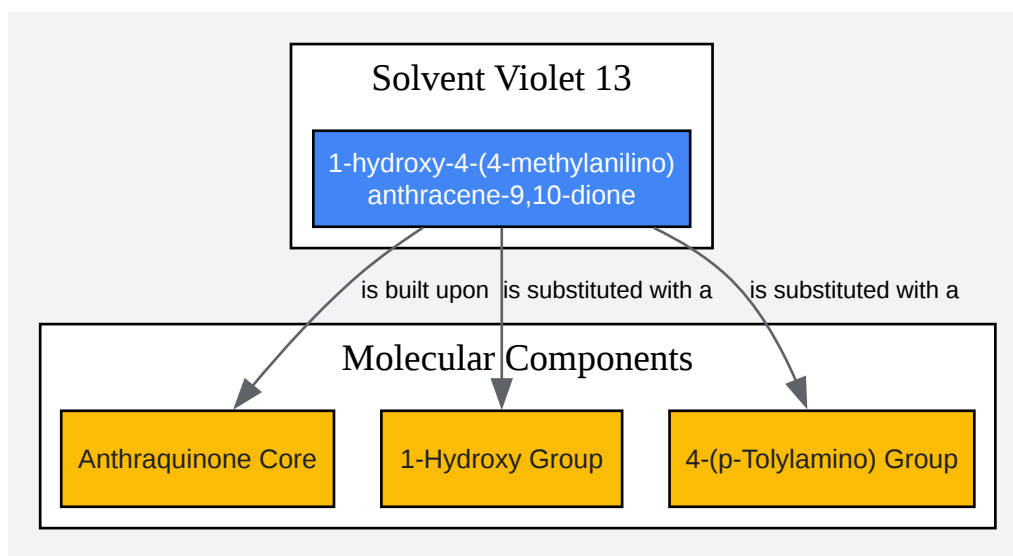 Solvent Violet 13
1-hydroxy-4-(4-methylanilino)
anthracene-9,10-dione
is built upon
is substituted with a
is substituted with a
Molecular Components
Anthraquinone Core
1-Hydroxy Group
4-(p-Tolylamino) Group